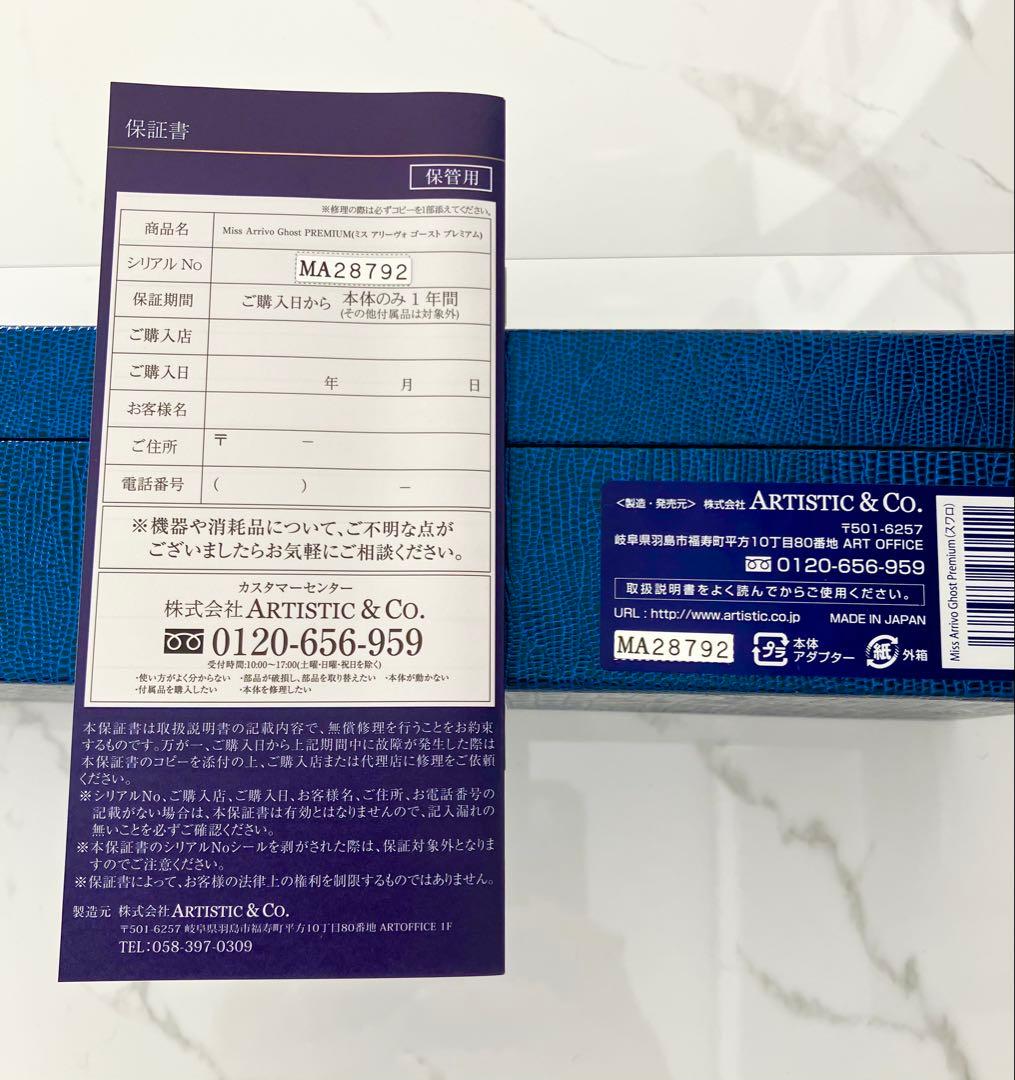 保証書
保管用
※修理の際は必ずコピーを1部添えてください。
商品名 Miss Arrivo Ghost PREMIUM(ミス アリーヴォ ゴースト プレミアム)
シリアルNo MA28792
保証期間 ご購入日から 本体のみ1年間
(その他付属品は対象外)
ご購入店
ご購入日 年 月 日
お客様名
ご住所 〒 －
電話番号 ( ) －
※機器や消耗品について、ご不明な点が
ございましたらお気軽にご相談ください。
カスタマーセンター
株式会社 ARTISTIC & CO.
0120-656-959
受付時間:10:00～17:00(土曜・日曜・祝日を除く)
・使い方がよく分からない ・部品が破損し、部品を取り替えたい ・本体が動かない
・付属品を購入したい ・本体を修理したい
本保証書は取扱説明書の記載内容で、無償修理を行うことをお約束
するものです。万が一、ご購入日から上記期間中に故障が発生した際は
本保証書のコピーを添付の上、ご購入店または代理店に修理をご依頼
ください。
※シリアルNo、ご購入店、ご購入日、お客様名、ご住所、お電話番号の
記載がない場合は、本保証書は有効とはなりませんので、記入漏れの
無いことを必ずご確認ください。
※本保証書のシリアルNoシールを剥がされた際は、保証対象外となりま
すのでご注意ください。
※保証書によって、お客様の法律上の権利を制限するものではありません。
製造元 株式会社 ARTISTIC & CO.
〒501-6257 岐阜県羽島市福寿町平方10丁目80番地 ARTOFFICE 1F
TEL:058-397-0309
<製造・発売元> 株式会社 ARTISTIC & CO.
〒501-6257
岐阜県羽島市福寿町平方10丁目80番地 ART OFFICE
0120-656-959
取扱説明書をよく読んでからご使用ください。
URL : http://www.artistic.co.jp MADE IN JAPAN
MA28792 プラ 本体 アダプター 紙 外箱
Miss Arrivo Ghost Premium(スワロ)